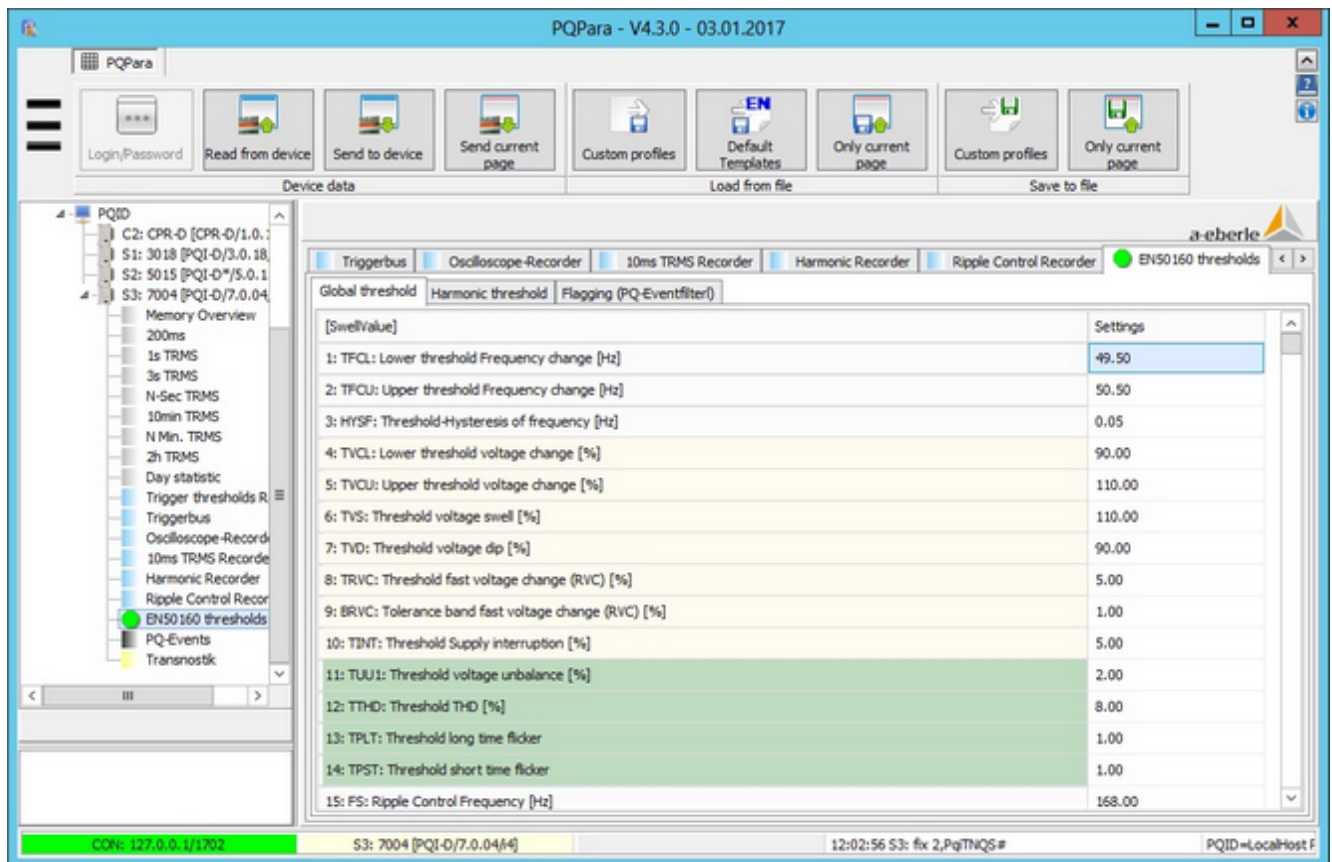 PQPara - V4.3.0 - 03.01.2017
PQPara
Login/Password
Read from device
Send to device
Send current page
Custom profiles
EN
Default Templates
Only current page
Custom profiles
Only current page
Device data
Load from file
Save to file
PQID
C2: CPR-D [CPR-D/1.0.
S1: 3018 [PQI-D/3.0.18,
S2: 5015 [PQI-D*/5.0.1
S3: 7004 [PQI-D/7.0.04,
Memory Overview
200ms
1s TRMS
3s TRMS
N-Sec TRMS
10min TRMS
N Min. TRMS
2h TRMS
Day statistic
Trigger thresholds R
Triggerbus
Oscilloscope-Recorde
10ms TRMS Recorde
Harmonic Recorder
Ripple Control Recor
EN50160 thresholds
PQ-Events
Transnostik
a-eberle
Triggerbus
Oscilloscope-Recorder
10ms TRMS Recorder
Harmonic Recorder
Ripple Control Recorder
EN50160 thresholds
Global threshold
Harmonic threshold
Flagging (PQ-Eventfilterl)
[SwellValue] Settings
1: TFCL: Lower threshold Frequency change [Hz] 49.50
2: TFCU: Upper threshold Frequency change [Hz] 50.50
3: HYSF: Threshold-Hysteresis of frequency [Hz] 0.05
4: TVCL: Lower threshold voltage change [%] 90.00
5: TVCU: Upper threshold voltage change [%] 110.00
6: TVS: Threshold voltage swell [%] 110.00
7: TVD: Threshold voltage dip [%] 90.00
8: TRVC: Threshold fast voltage change (RVC) [%] 5.00
9: BRVC: Tolerance band fast voltage change (RVC) [%] 1.00
10: TINT: Threshold Supply interruption [%] 5.00
11: TUU1: Threshold voltage unbalance [%] 2.00
12: TTHD: Threshold THD [%] 8.00
13: TPLT: Threshold long time flicker 1.00
14: TPST: Threshold short time flicker 1.00
15: FS: Ripple Control Frequency [Hz] 168.00
CON: 127.0.0.1/1702
S3: 7004 [PQI-D/7.0.04/i4]
12:02:56 S3: fix 2,PqiTNQS#
PQID=LocalHost